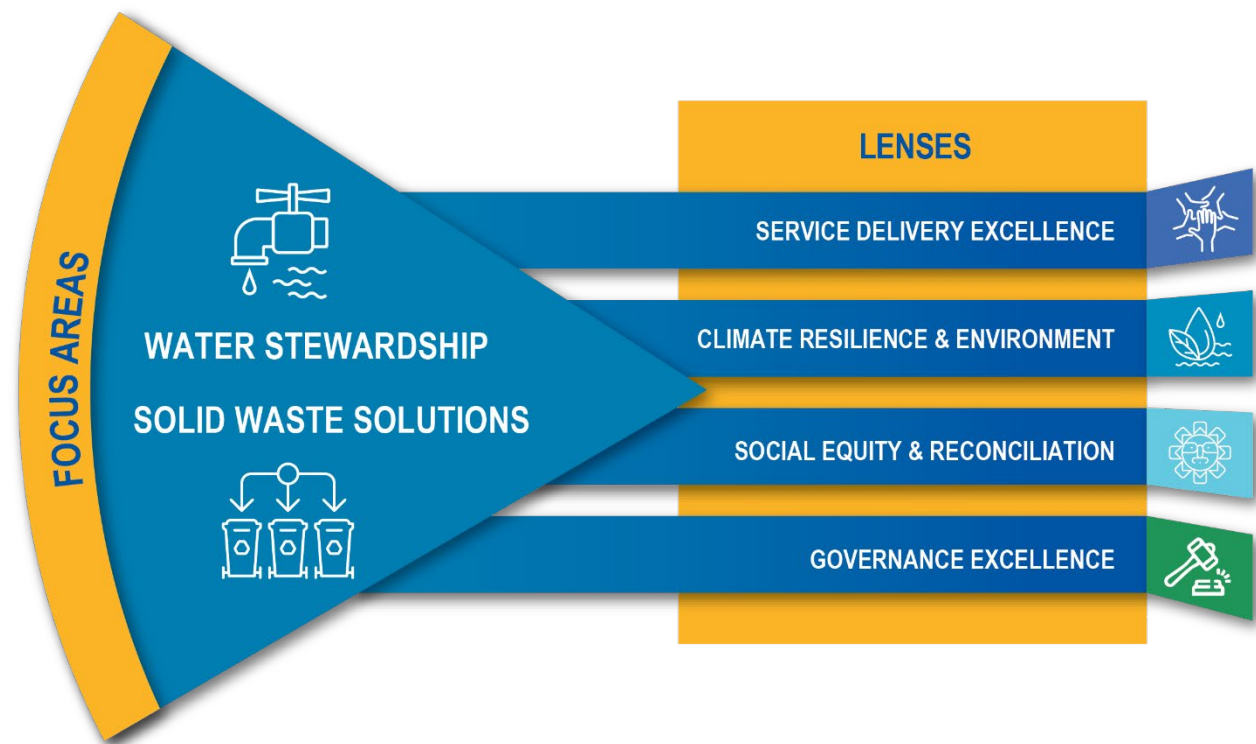 FOCUS AREAS
WATER STEWARDSHIP
SOLID WASTE SOLUTIONS
LENSES
SERVICE DELIVERY EXCELLENCE
CLIMATE RESILIENCE & ENVIRONMENT
SOCIAL EQUITY & RECONCILIATION
GOVERNANCE EXCELLENCE